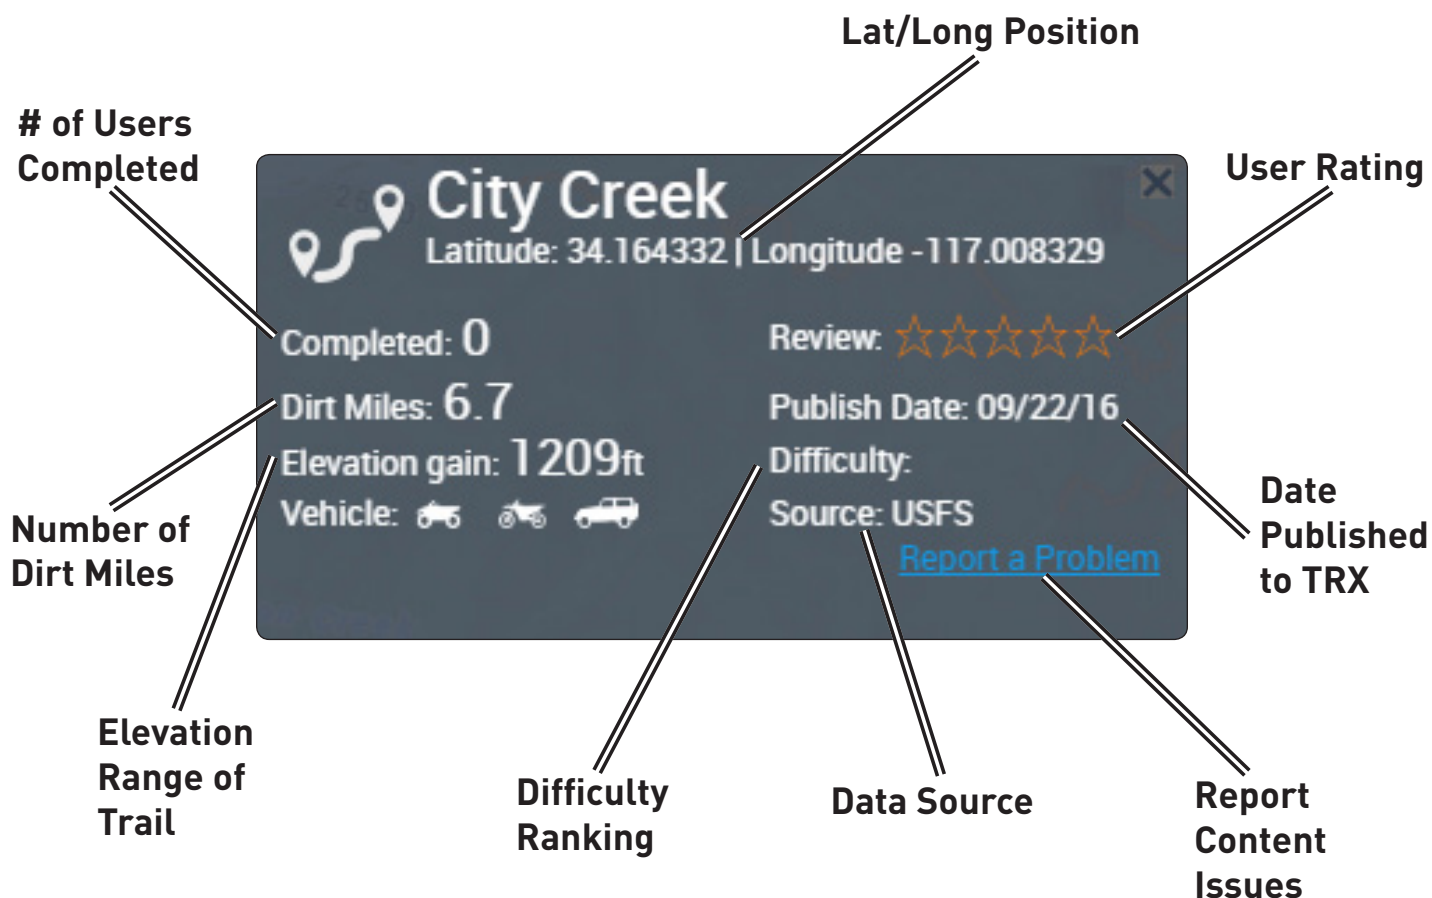 Lat/Long Position
# of Users
Completed
User Rating
City Creek
Latitude: 34.164332 | Longitude -117.008329
Completed: 0
Review:
Dirt Miles: 6.7
Publish Date: 09/22/16
Elevation gain: 1209ft
Difficulty:
Vehicle:
Source: USFS
Report a Problem
Number of
Dirt Miles
Date
Published
to TRX
Elevation
Range of
Trail
Difficulty
Ranking
Data Source
Report
Content
Issues